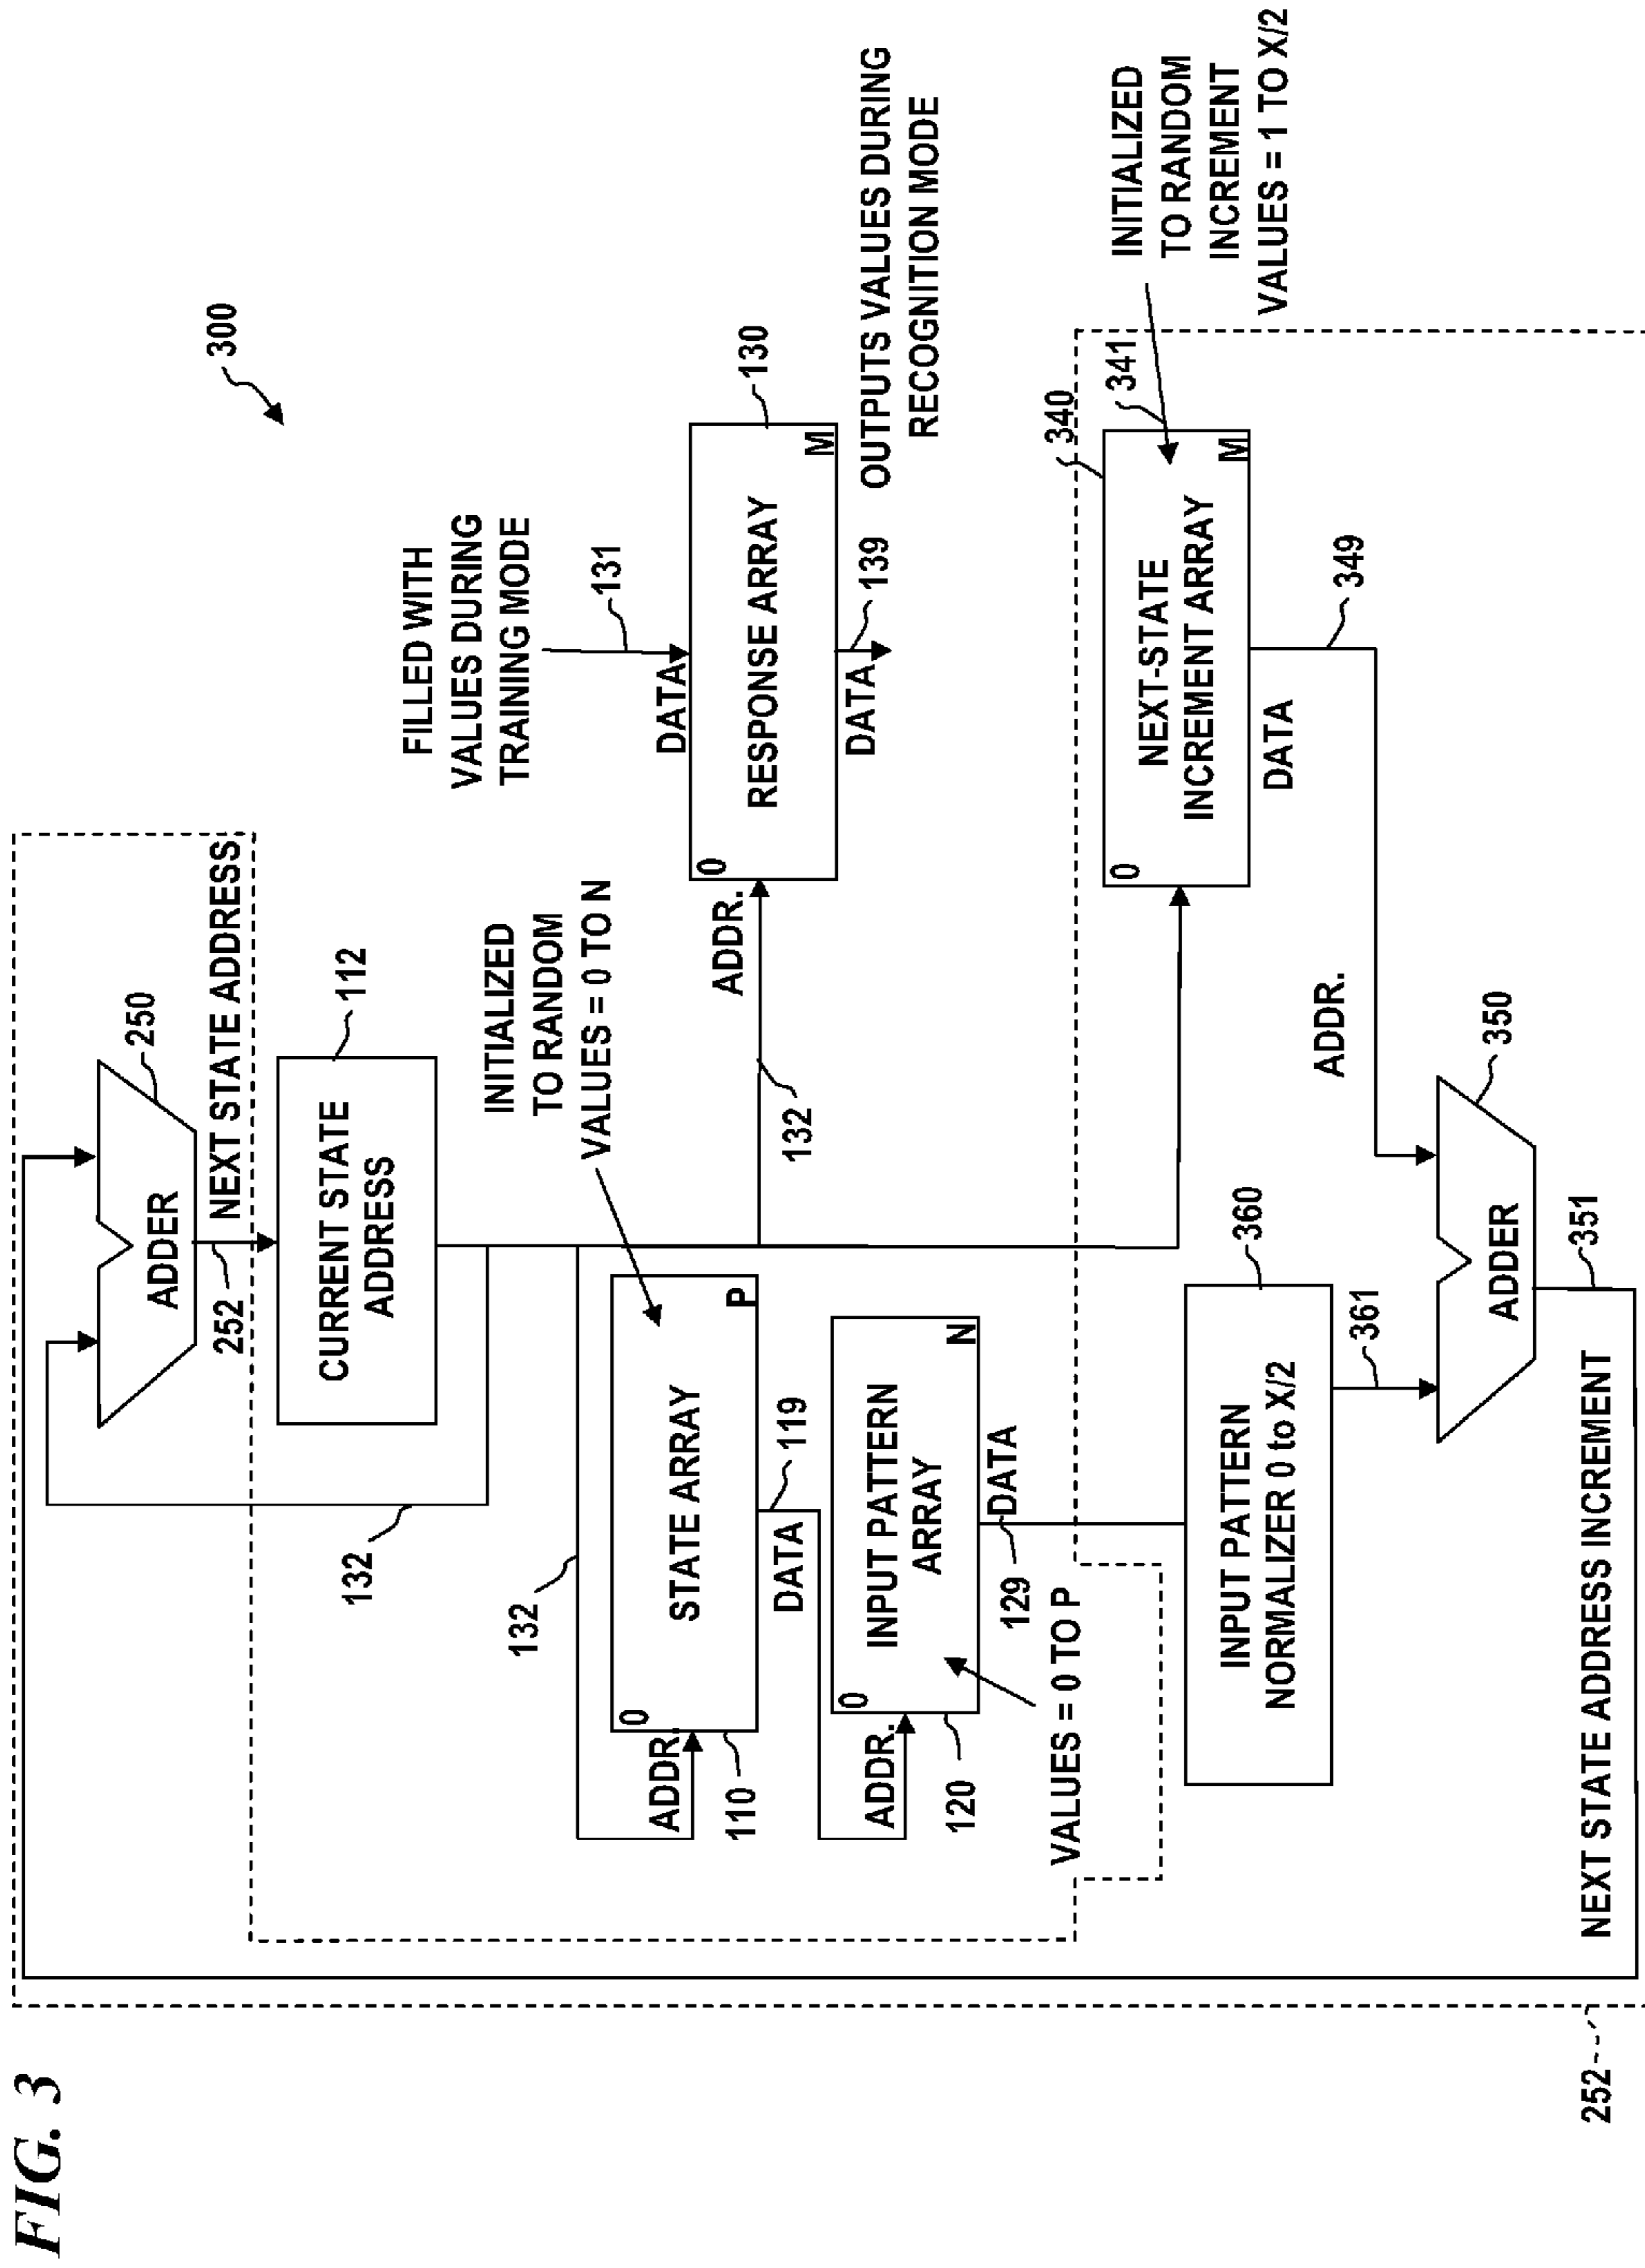 FIG. 3
300
ADDER
250
252
NEXT STATE ADDRESS
CURRENT STATE
ADDRESS
112
132
132
INITIALIZED
TO RANDOM
VALUES = 0 TO N
FILLED WITH
VALUES DURING
TRAINING MODE
131
DATA
ADDR.
132
0
RESPONSE ARRAY
M
130
DATA
139
OUTPUTS VALUES DURING
RECOGNITION MODE
ADDR.
110
0
STATE ARRAY
P
DATA
119
ADDR.
120
0
INPUT PATTERN
ARRAY
N
129
DATA
VALUES = 0 TO P
340
341
INITIALIZED
TO RANDOM
INCREMENT
VALUES = 1 TO X/2
0
NEXT-STATE
INCREMENT ARRAY
M
DATA
349
ADDR.
INPUT PATTERN
NORMALIZER 0 to X/2
360
361
ADDER
350
351
NEXT STATE ADDRESS INCREMENT
252